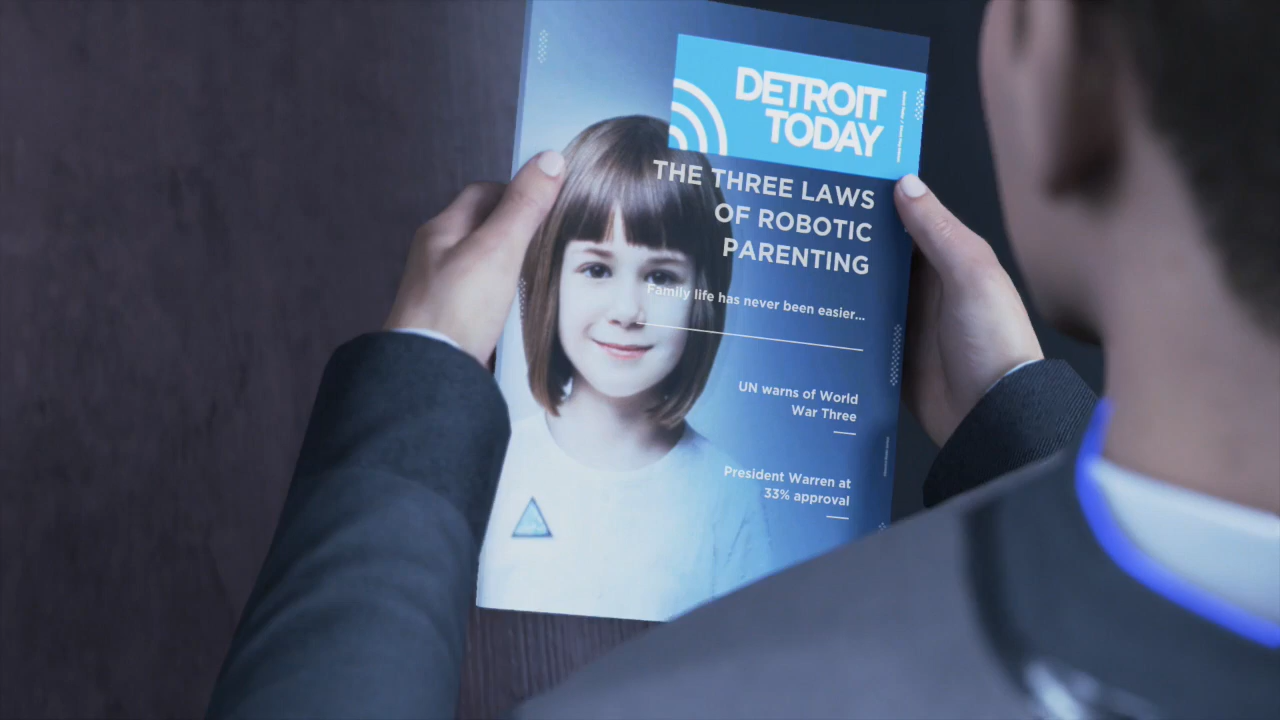 DETROIT
TODAY
THE THREE LAWS
OF ROBOTIC
PARENTING
Family life has never been easier...
UN warns of World
War Three
President Warren at
33% approval